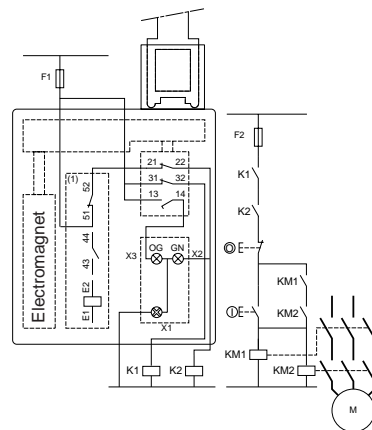 F1
F2
(1)
21 22
31 32
13 14
52
51
44
43
E2
E1
Electromagnet
OG GN
X3 X2
X1
K1
K2
KM1
KM2
K1 K2
KM1
KM2
M